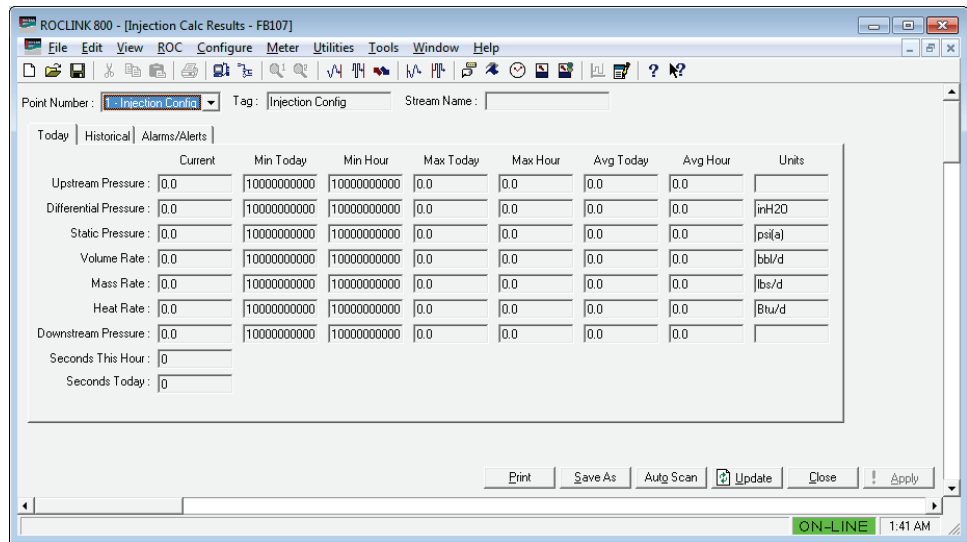 ROCLINK 800 - [Injection Calc Results - FB107]
File Edit View ROC Configure Meter Utilities Tools Window Help
Point Number : 1 - Injection Config Tag : Injection Config Stream Name :
Today Historical Alarms/Alerts
Current Min Today Min Hour Max Today Max Hour Avg Today Avg Hour Units
Upstream Pressure : 0.0 10000000000 10000000000 0.0 0.0 0.0 0.0
Differential Pressure : 0.0 10000000000 10000000000 0.0 0.0 0.0 0.0 inH2O
Static Pressure : 0.0 10000000000 10000000000 0.0 0.0 0.0 0.0 psi(a)
Volume Rate : 0.0 10000000000 10000000000 0.0 0.0 0.0 0.0 bbl/d
Mass Rate : 0.0 10000000000 10000000000 0.0 0.0 0.0 0.0 lbs/d
Heat Rate : 0.0 10000000000 10000000000 0.0 0.0 0.0 0.0 Btu/d
Downstream Pressure : 0.0 10000000000 10000000000 0.0 0.0 0.0 0.0
Seconds This Hour : 0
Seconds Today : 0
Print Save As Auto Scan Update Close ! Apply
ON-LINE 1:41 AM